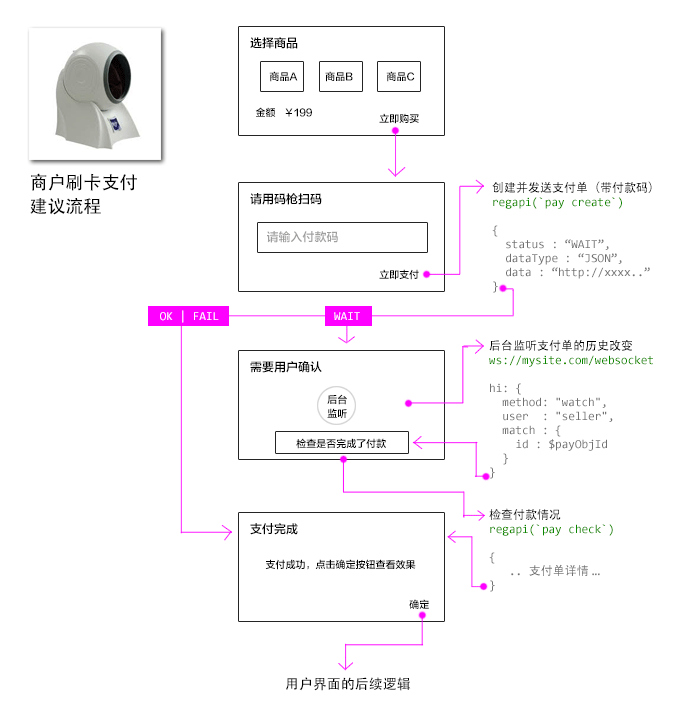 商户刷卡支付
建议流程
选择商品
商品A
商品B
商品C
金额 ￥199
立即购买
请用码枪扫码
请输入付款码
立即支付
创建并发送支付单（带付款码）
regapi(`pay create`)
{
status : “WAIT”,
dataType : “JSON”,
data : “http://xxxx..”
}
OK | FAIL
WAIT
需要用户确认
后台
监听
检查是否完成了付款
后台监听支付单的历史改变
ws://mysite.com/websocket
hi: {
method: "watch",
user : "seller",
match : {
id : $payObjId
}
}
检查付款情况
regapi(`pay check`)
{
.. 支付单详情 ...
}
支付完成
支付成功，点击确定按钮查看效果
确定
用户界面的后续逻辑